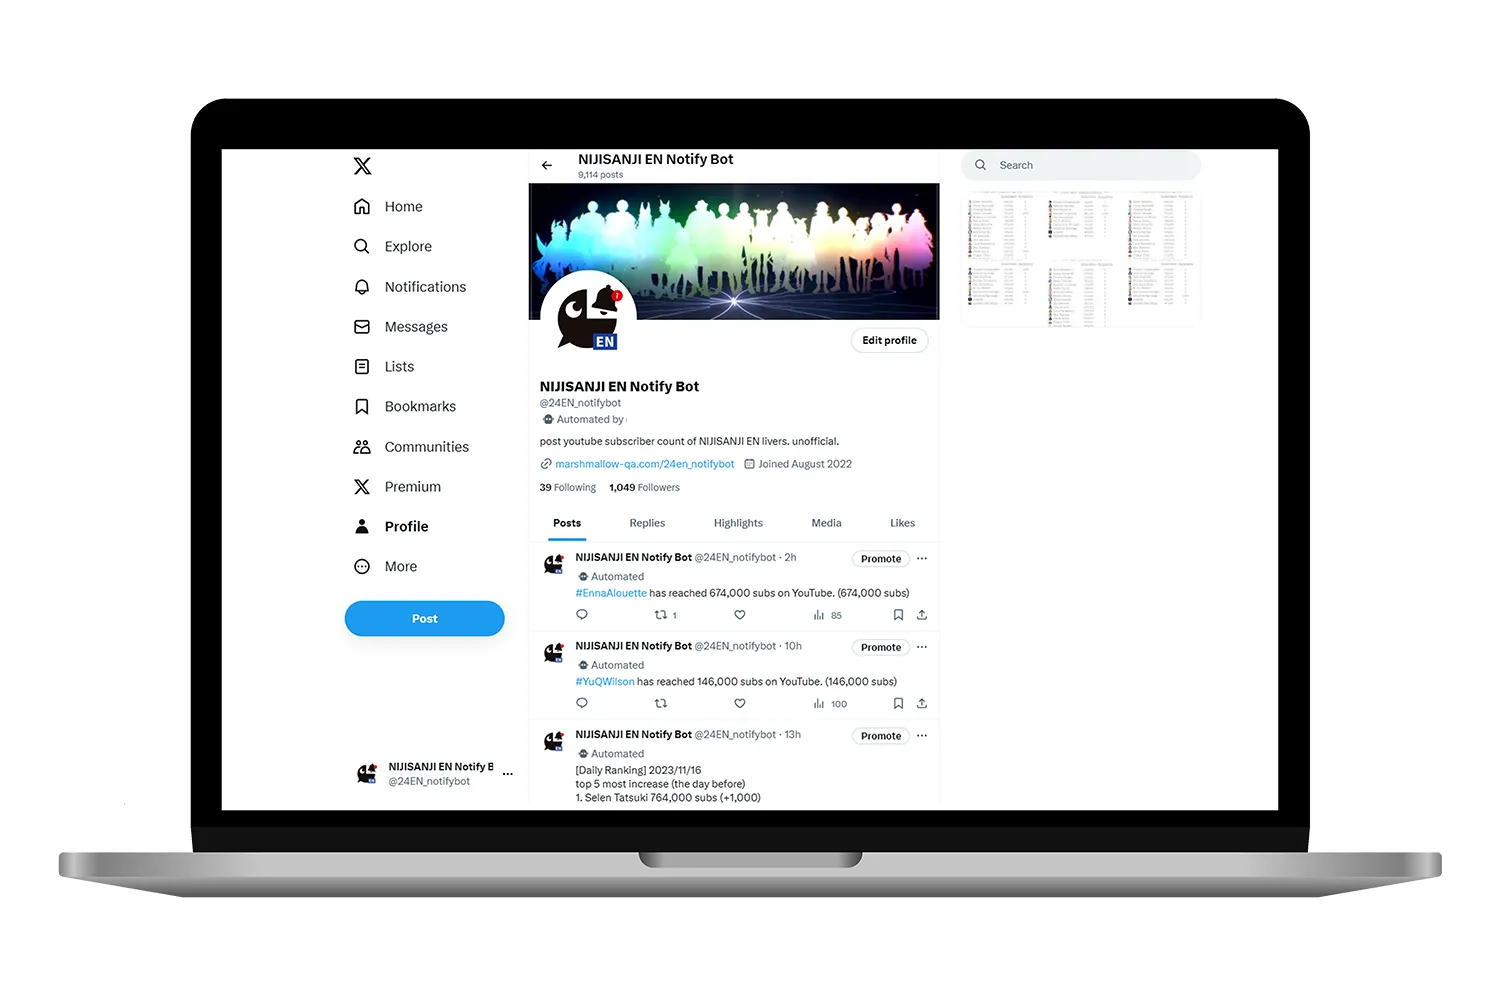 Home
Explore
Notifications
Messages
Lists
Bookmarks
Communities
Premium
Profile
More
Post
NIJISANJI EN Notify B
@24EN_notifybot
NIJISANJI EN Notify Bot
9,114 posts
1
EN
Edit profile
NIJISANJI EN Notify Bot
@24EN_notifybot
Automated by
post youtube subscriber count of NIJISANJI EN livers. unofficial.
marshmallow-qa.com/24en_notifybot Joined August 2022
39 Following 1,049 Followers
Posts Replies Highlights Media Likes
NIJISANJI EN Notify Bot @24EN_notifybot · 2h Promote
Automated
#EnnaAlouette has reached 674,000 subs on YouTube. (674,000 subs)
1 85
NIJISANJI EN Notify Bot @24EN_notifybot · 10h Promote
Automated
#YuQWilson has reached 146,000 subs on YouTube. (146,000 subs)
100
NIJISANJI EN Notify Bot @24EN_notifybot · 13h Promote
Automated
[Daily Ranking] 2023/11/16
top 5 most increase (the day before)
1. Selen Tatsuki 764,000 subs (+1,000)
Search